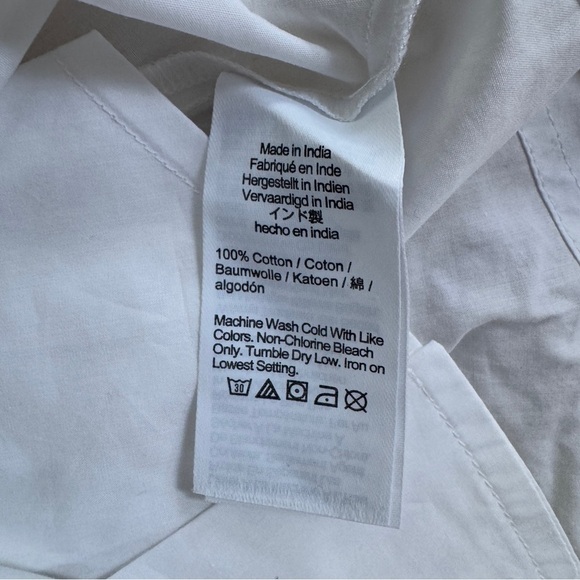 Made in India
Fabriqué en Inde
Hergestellt in Indien
Vervaardigd in India
インド製
hecho en india
100% Cotton / Coton /
Baumwolle / Katoen / 綿 /
algodón
Machine Wash Cold With Like
Colors. Non-Chlorine Bleach
Only. Tumble Dry Low. Iron on
Lowest Setting.
30